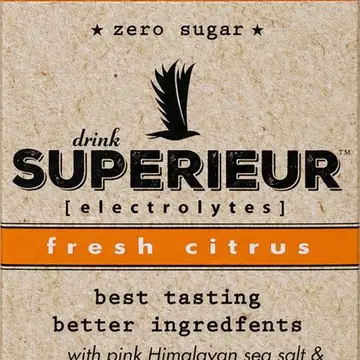 ★ zero sugar ★
drink
SUPERIEUR™
[electrolytes]
fresh citrus
best tasting
better ingredfents
with pink Himalayan sea salt &